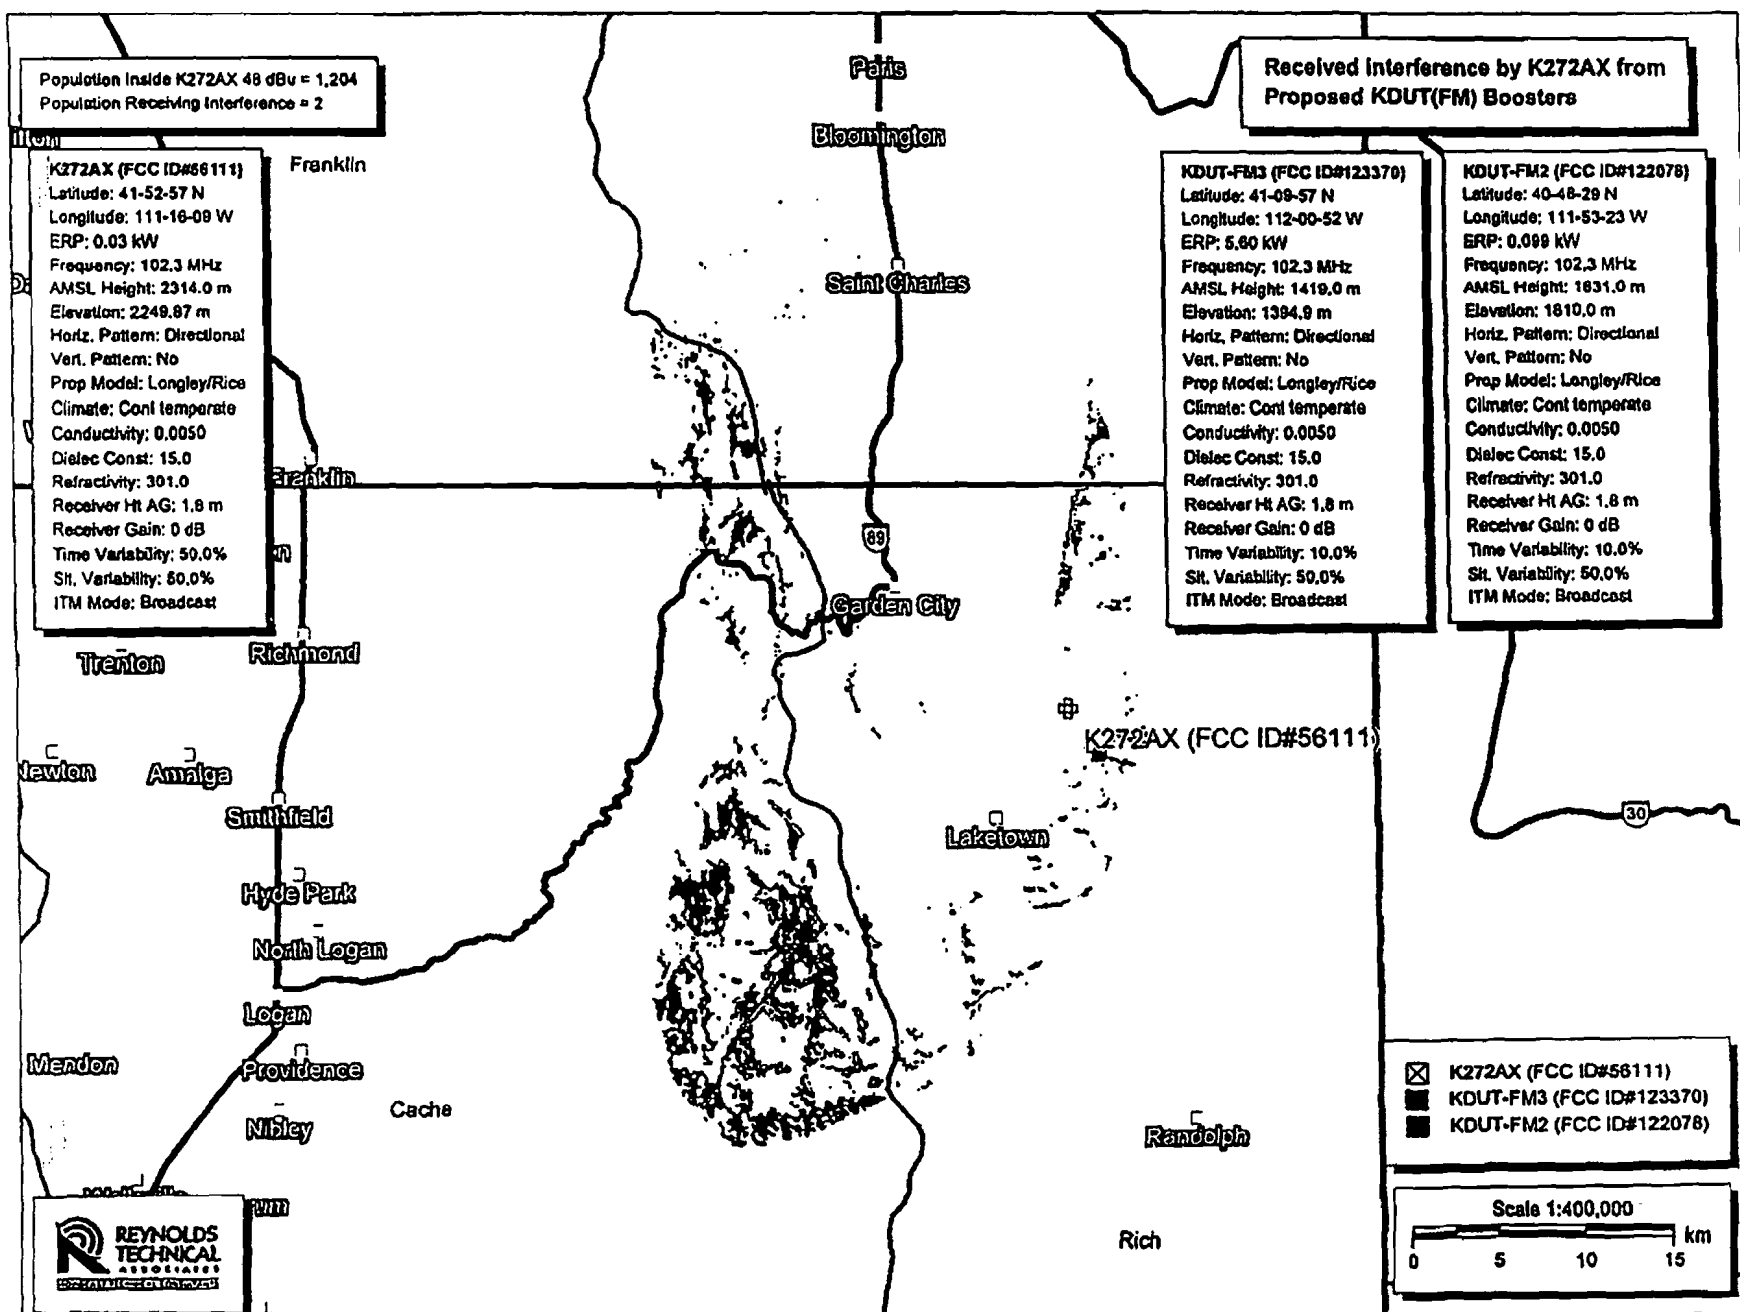 Population Inside K272AX 48 dBu = 1,204
Population Receiving Interference = 2
Received Interference by K272AX from
Proposed KDUT(FM) Boosters
K272AX (FCC ID#56111)
Latitude: 41-52-57 N
Longitude: 111-16-09 W
ERP: 0.03 kW
Frequency: 102.3 MHz
AMSL Height: 2314.0 m
Elevation: 2249.87 m
Horiz. Pattern: Directional
Vert. Pattern: No
Prop Model: Longley/Rice
Climate: Cont temperate
Conductivity: 0.0050
Dielec Const: 15.0
Refractivity: 301.0
Receiver Ht AG: 1.8 m
Receiver Gain: 0 dB
Time Variability: 50.0%
Sit. Variability: 50.0%
ITM Mode: Broadcast
KDUT-FM3 (FCC ID#123370)
Latitude: 41-09-57 N
Longitude: 112-00-52 W
ERP: 5.60 kW
Frequency: 102.3 MHz
AMSL Height: 1419.0 m
Elevation: 1394.9 m
Horiz. Pattern: Directional
Vert. Pattern: No
Prop Model: Longley/Rice
Climate: Cont temperate
Conductivity: 0.0050
Dielec Const: 15.0
Refractivity: 301.0
Receiver Ht AG: 1.8 m
Receiver Gain: 0 dB
Time Variability: 10.0%
Sit. Variability: 50.0%
ITM Mode: Broadcast
KDUT-FM2 (FCC ID#122078)
Latitude: 40-48-29 N
Longitude: 111-53-23 W
ERP: 0.099 kW
Frequency: 102.3 MHz
AMSL Height: 1631.0 m
Elevation: 1610.0 m
Horiz. Pattern: Directional
Vert. Pattern: No
Prop Model: Longley/Rice
Climate: Cont temperate
Conductivity: 0.0050
Dielec Const: 15.0
Refractivity: 301.0
Receiver Ht AG: 1.8 m
Receiver Gain: 0 dB
Time Variability: 10.0%
Sit. Variability: 50.0%
ITM Mode: Broadcast
Paris
Bloomington
Franklin
Saint Charles
Franklin
89
Garden City
Trenton
Richmond
K272AX (FCC ID#56111)
Newton
Amalga
Smithfield
Laketown
30
Hyde Park
North Logan
Logan
Mendon
Providence
Cache
Nibley
Randolph
Rich
K272AX (FCC ID#56111)
KDUT-FM3 (FCC ID#123370)
KDUT-FM2 (FCC ID#122078)
Scale 1:400,000
km
0 5 10 15
REYNOLDS
TECHNICAL
ASSOCIATES